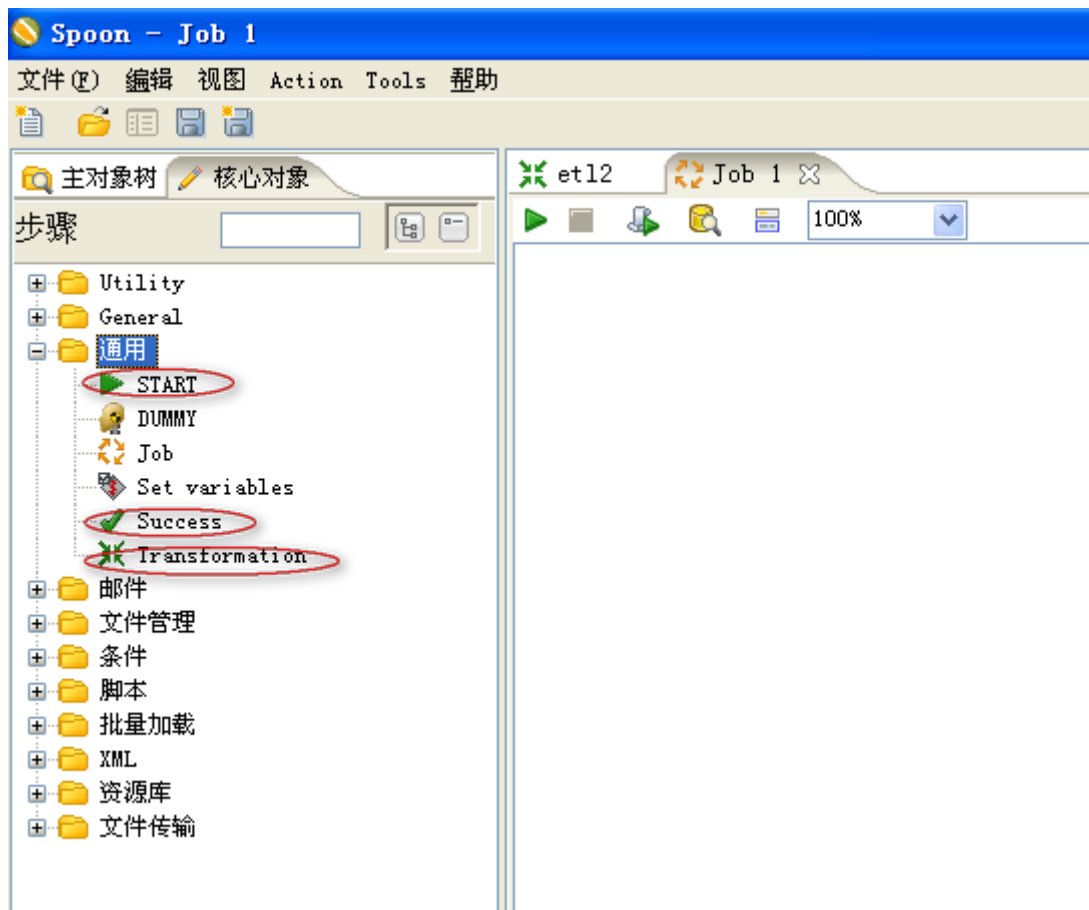 Spoon - Job 1
文件(F) 编辑 视图 Action Tools 帮助
主对象树 核心对象
etl2 Job 1
步骤
100%
Utility
General
通用
START
DUMMY
Job
Set variables
Success
Transformation
邮件
文件管理
条件
脚本
批量加载
XML
资源库
文件传输